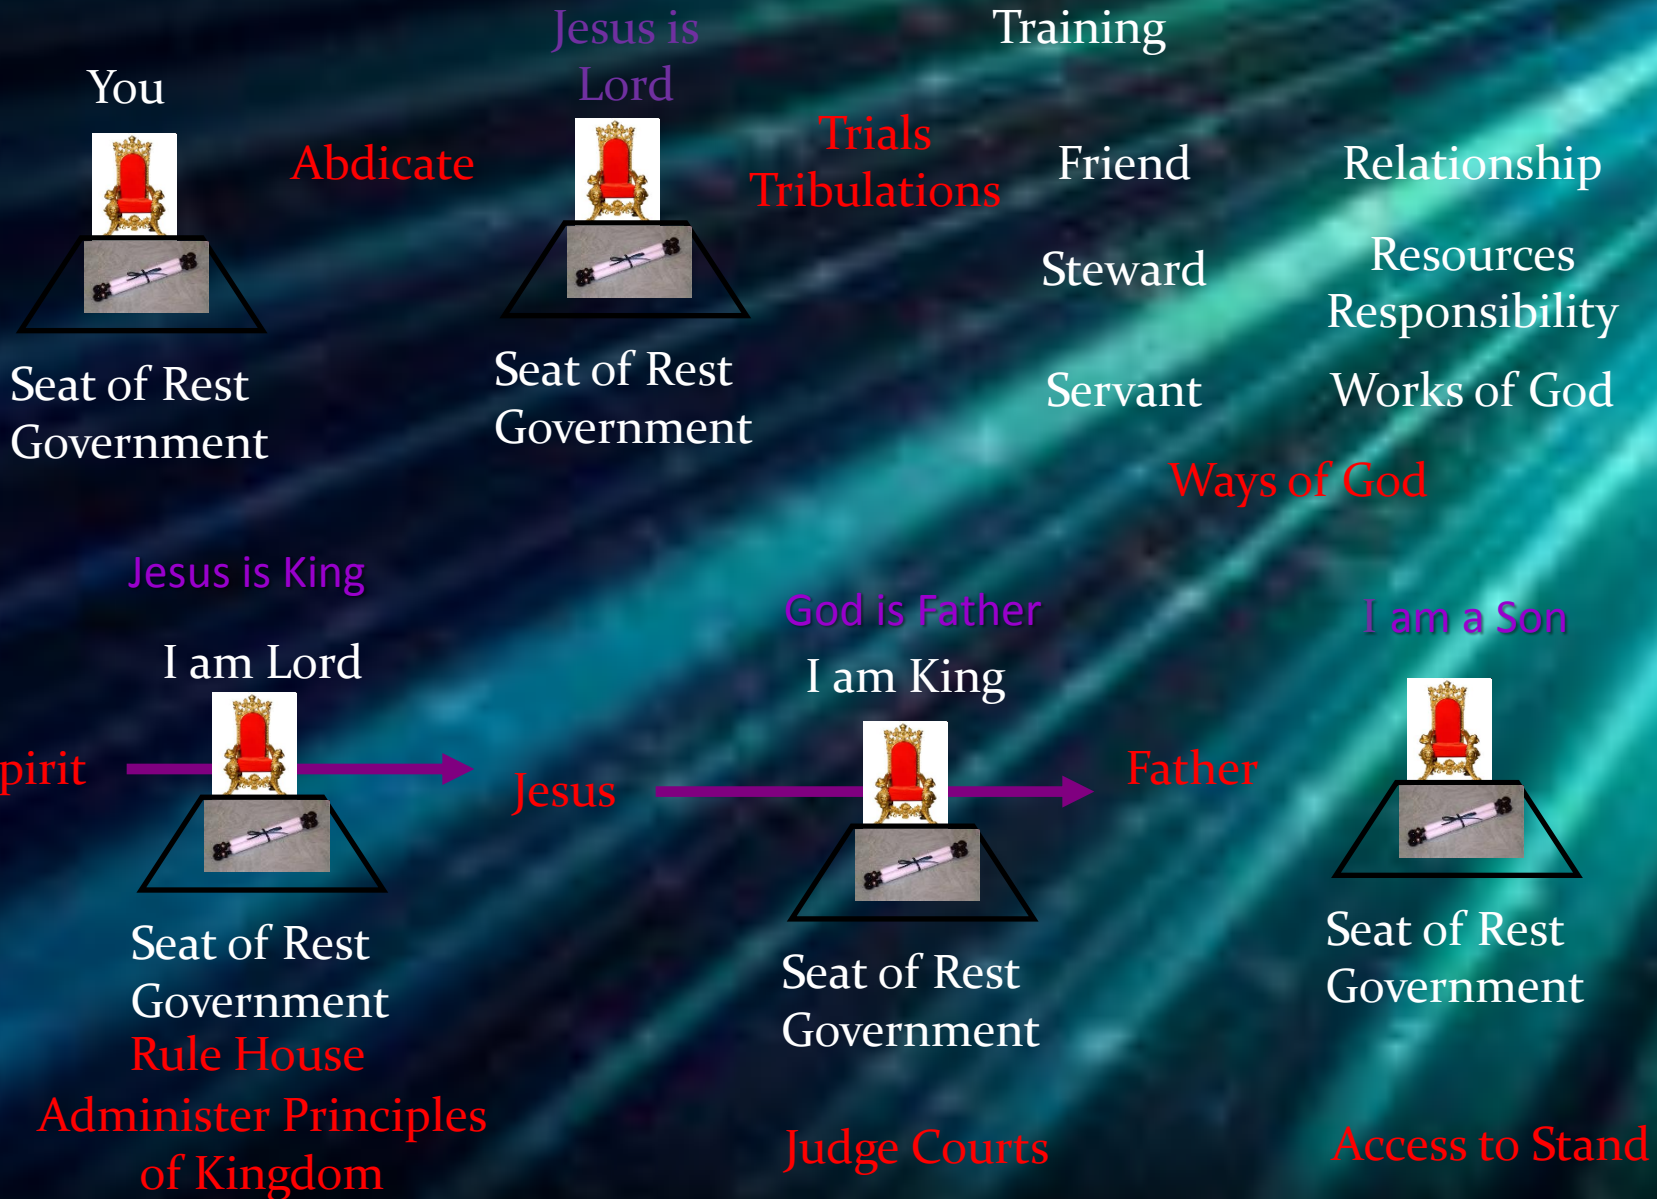 You
Seat of Rest
Government
Abdicate
Jesus is
Lord
Seat of Rest
Government
Trials
Tribulations
Training
Friend
Relationship
Steward
Resources
Responsibility
Servant
Works of God
Ways of God
pirit
Jesus is King
I am Lord
Seat of Rest
Government
Rule House
Administer Principles
of Kingdom
Jesus
God is Father
I am King
Seat of Rest
Government
Judge Courts
Father
I am a Son
Seat of Rest
Government
Access to Stand